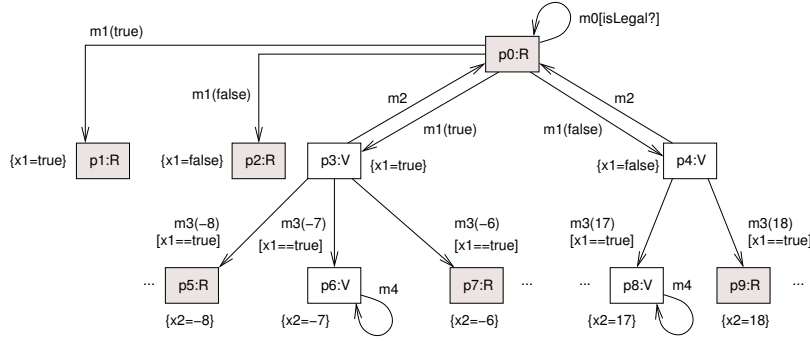 m0[isLegal?]
m1(true)
p0:R
m1(false)
m2
m2
m1(true)
m1(false)
{x1=true}
p1:R
{x1=false}
p2:R
p3:V
{x1=true}
{x1=false}
p4:V
m3(−8)
[x1==true]
m3(−7)
[x1==true]
m3(−6)
[x1==true]
m3(17)
[x1==true]
m3(18)
[x1==true]
...
p5:R
p6:V
m4
p7:R
...
...
p8:V
m4
p9:R
...
{x2=−8}
{x2=−7}
{x2=−6}
{x2=17}
{x2=18}